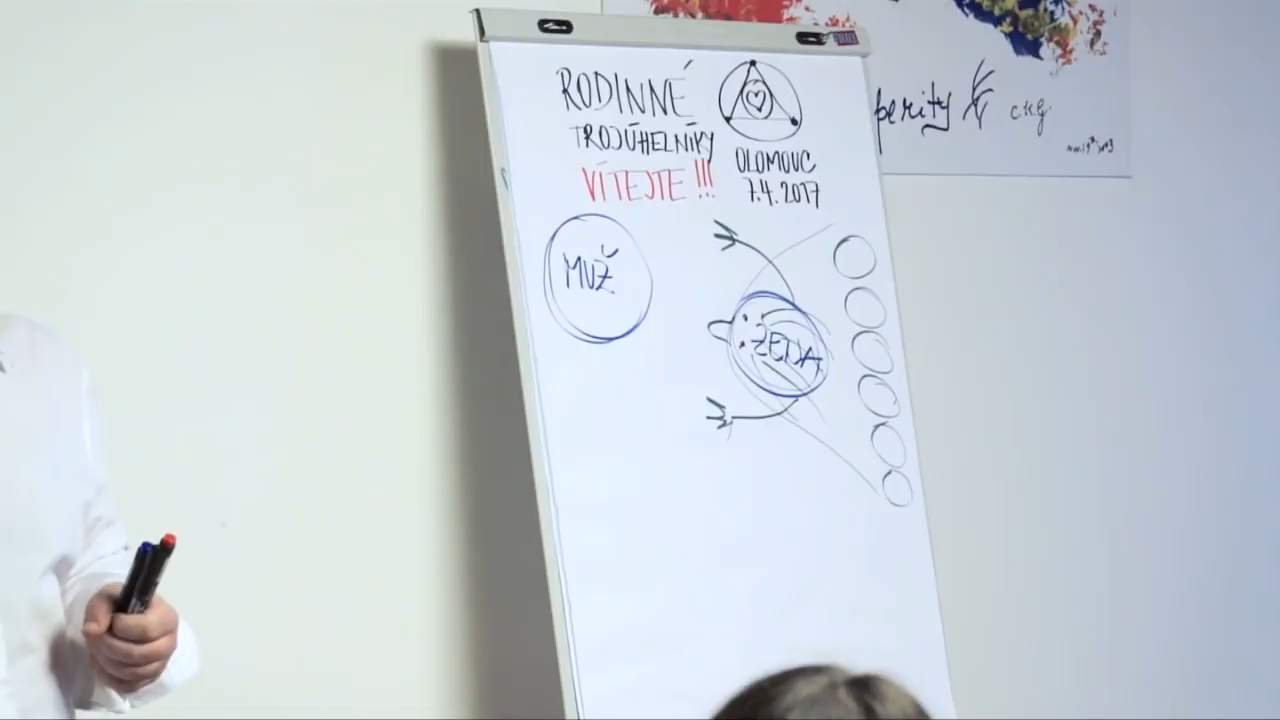 RODINNÉ
TROJÚHELNÍKY
VÍTEJTE !!!
OLOMOUC
7.4.2017
MUŽ
ŽENA
perity